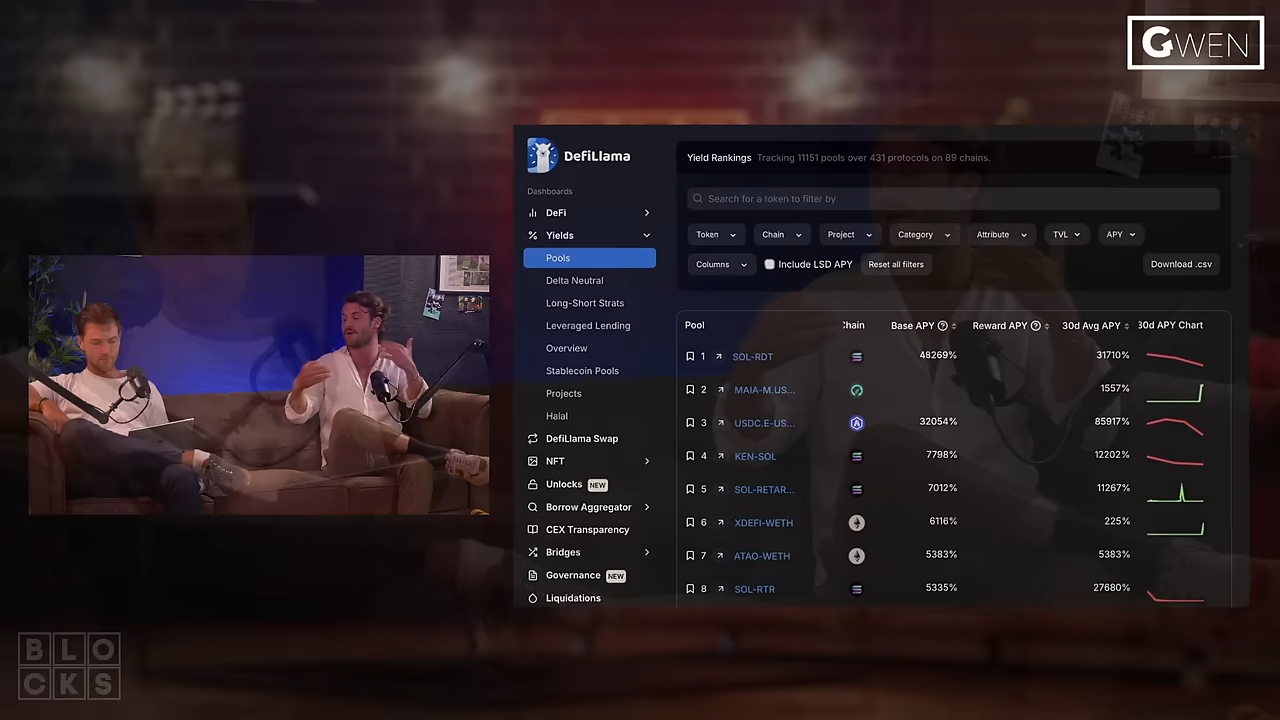 GWEN
DefiLlama
Dashboards
DeFi
Yields
Pools
Delta Neutral
Long-Short Strats
Leveraged Lending
Overview
Stablecoin Pools
Projects
Halal
DefiLlama Swap
NFT
Unlocks NEW
Borrow Aggregator
CEX Transparency
Bridges
Governance NEW
Liquidations
Yield Rankings Tracking 11151 pools over 431 protocols on 89 chains.
Search for a token to filter by
Token Chain Project Category Attribute TVL APY
Columns Include LSD APY Reset all filters Download .csv
Pool Chain Base APY Reward APY 30d Avg APY 30d APY Chart
1 SOL-RDT 48269% 31710%
2 MAIA-M.US... 1557%
3 USDC.E-US... 32054% 85917%
4 KEN-SOL 7798% 12202%
5 SOL-RETAR... 7012% 11267%
6 XDEFI-WETH 6116% 225%
7 ATAO-WETH 5383% 5383%
8 SOL-RTR 5335% 27680%
BLO
CKS